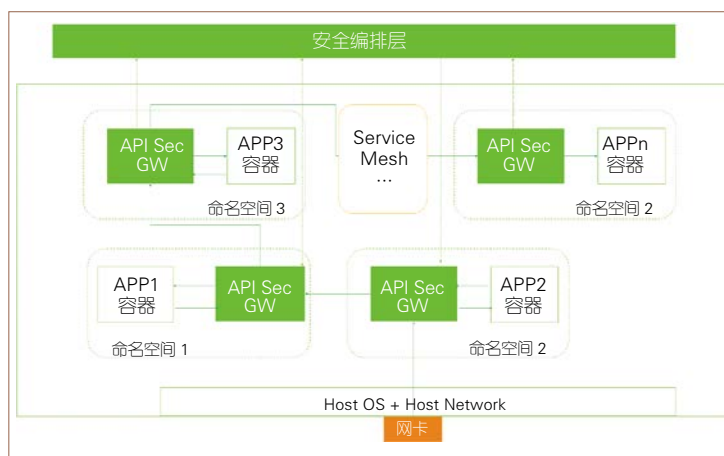 安全编排层
API Sec
GW
APP3
容器
命名空间 3
Service
Mesh
...
API Sec
GW
APPn
容器
命名空间 2
APP1
容器
API Sec
GW
命名空间 1
API Sec
GW
APP2
容器
命名空间 2
Host OS + Host Network
网卡